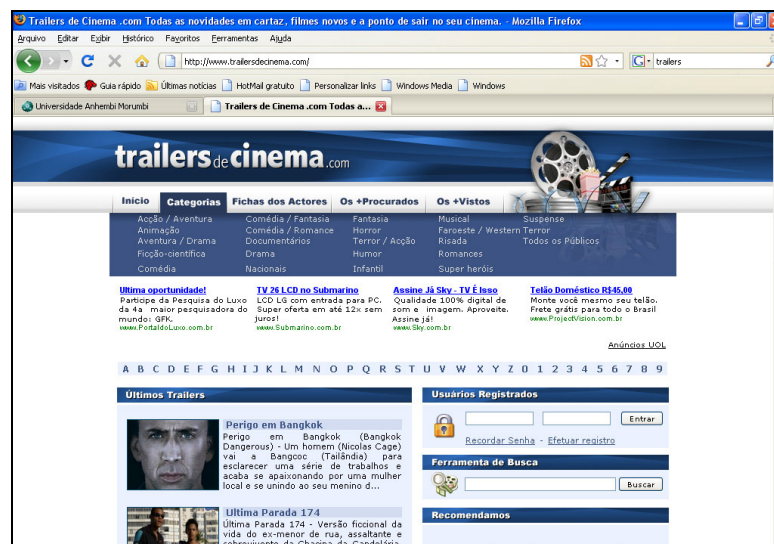 Trailers de Cinema .com Todas as novidades em cartaz, filmes novos e a ponto de sair no seu cinema. - Mozilla Firefox
Arquivo Editar Exibir Histórico Favoritos Ferramentas Ajuda
http://www.trailersdecinema.com/
G trailers
Mais visitados Guia rápido Últimas notícias HotMail gratuito Personalizar links Windows Media Windows
Universidade Anhembi Morumbi Trailers de Cinema .com Todas a...
trailersdecinema.com
Início Categorias Fichas dos Actores Os +Procurados Os +Vistos
Acção / Aventura Comédia / Fantasia Fantasia Musical Suspense
Animação Comédia / Romance Horror Faroeste / Western Terror
Aventura / Drama Documentários Terror / Acção Risada Todos os Públicos
Ficção-científica Drama Humor Romances
Comédia Nacionais Infantil Super heróis
Ultima oportunidade! TV 26 LCD no Submarino Assine Já Sky - TV É Isso Telão Doméstico R$45,00
Participe da Pesquisa do Luxo LCD LG com entrada para PC. Qualidade 100% digital de Monte você mesmo seu telão.
da 4a maior pesquisadora do Super oferta em até 12x sem som e imagem. Aproveite. Frete grátis para todo o Brasil
mundo: GFK. juros! Assine já! www.ProjectVision.com.br
www.PortaldoLuxo.com.br www.Submarino.com.br www.Sky.com.br
Anúncios UOL
A B C D E F G H I J K L M N O P Q R S T U V W X Y Z 0 1 2 3 4 5 6 7 8 9
Últimos Trailers
Perigo em Bangkok
Perigo em Bangkok (Bangkok
Dangerous) - Um homem (Nicolas Cage)
vai a Bangcoc (Tailândia) para
esclarecer uma série de trabalhos e
acaba se apaixonando por uma mulher
local e se unindo ao seu menino d...
Ultima Parada 174
Última Parada 174 - Versão ficcional da
vida do ex-menor de rua, assaltante e
sobrevivente da Chacina da Candelária,
Usuários Registrados
Entrar
Recordar Senha - Efetuar registro
Ferramenta de Busca
Buscar
Recomendamos